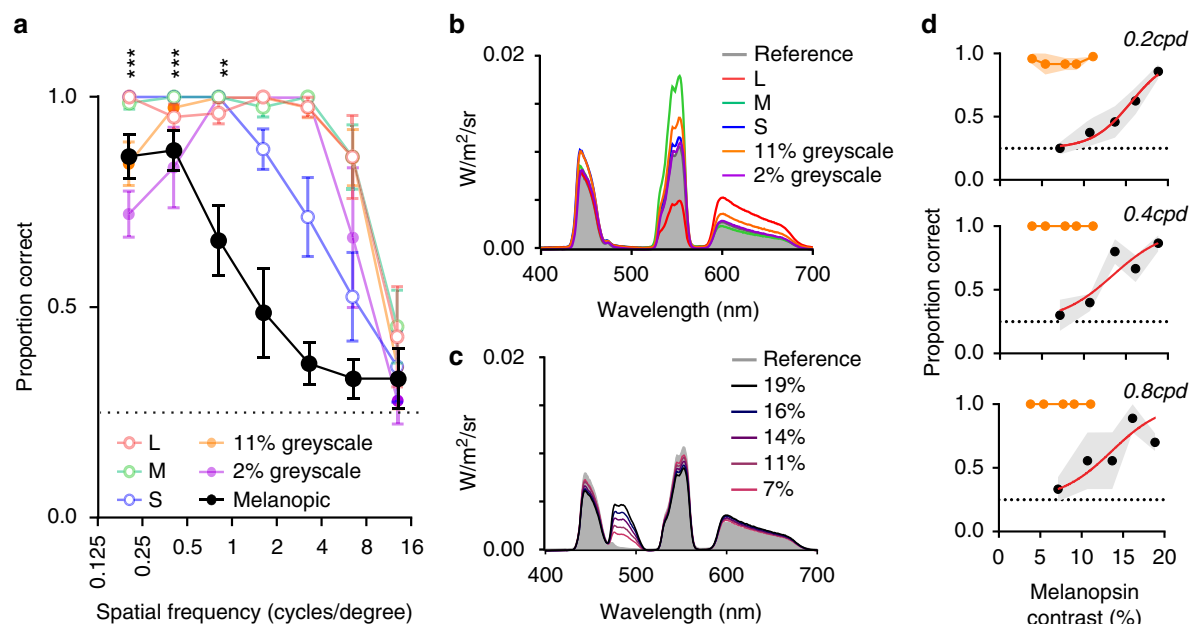 a
***
***
**
1.0
0.5
0.0
Proportion correct
L
M
S
11% greyscale
2% greyscale
Melanopic
0.125
0.25
0.5
1
2
4
8
16
Spatial frequency (cycles/degree)
b
0.02
0.00
W/m²/sr
Reference
L
M
S
11% greyscale
2% greyscale
400
500
600
700
Wavelength (nm)
c
0.02
0.00
W/m²/sr
Reference
19%
16%
14%
11%
7%
400
500
600
700
Wavelength (nm)
d
0.2cpd
1.0
0.5
0.0
0.4cpd
1.0
0.5
0.0
Proportion correct
0.8cpd
1.0
0.5
0.0
0
5
10
15
20
Melanopsin
contrast (%)